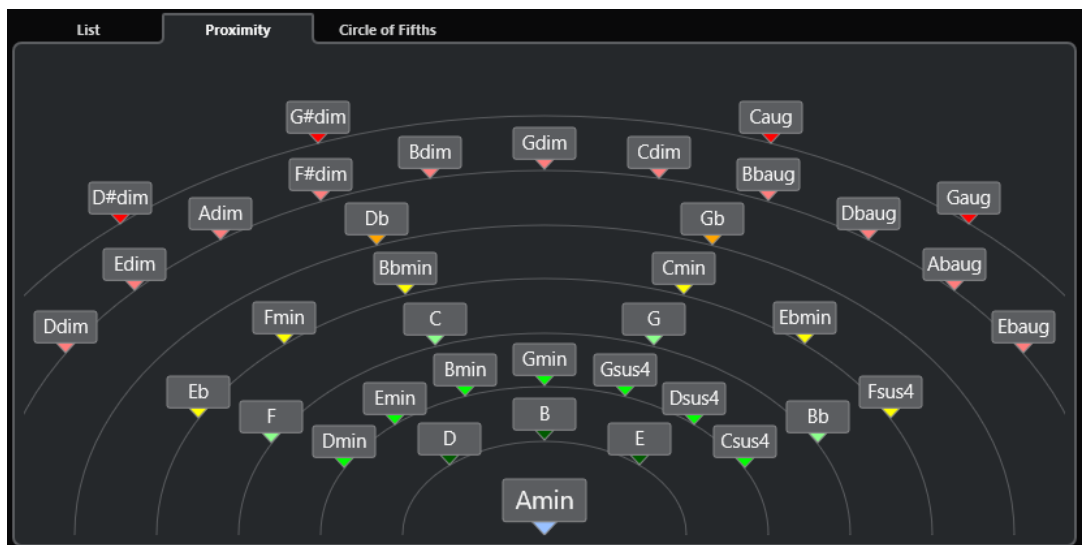 List Proximity Circle of Fifths
G#dim Caug
Bdim Gdim Cdim
F#dim Bbaug
D#dim Gaug
Adim Db Gb Dbaug
Edim Bbmin Cmin Abaug
Ddim Fmin C G Ebmin Ebaug
Bmin Gmin Gsus4
Eb Emin Dsus4 Fsus4
F B Bb
Dmin D E Csus4
Amin